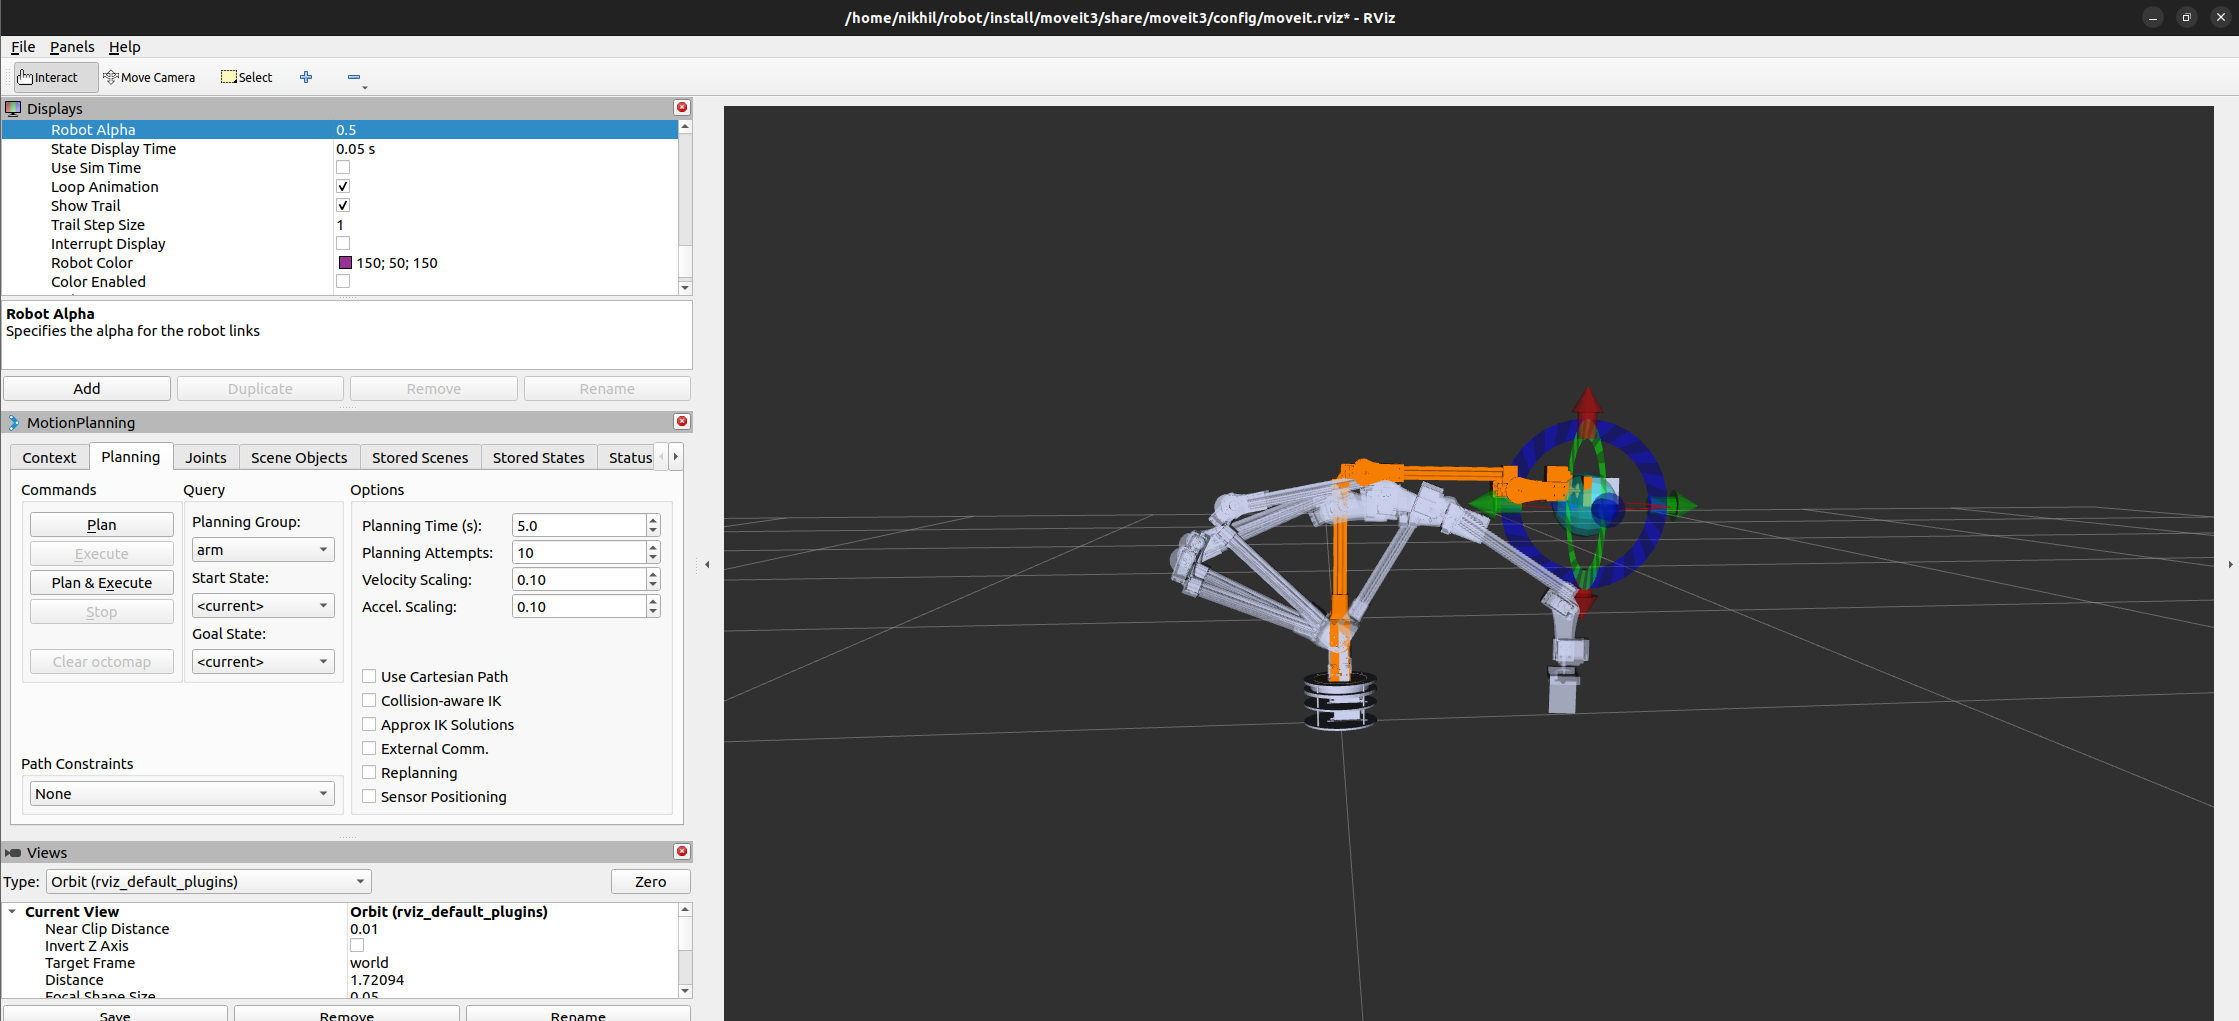 /home/nikhil/robot/install/moveit3/share/moveit3/config/moveit.rviz* - RViz
File Panels Help
Interact Move Camera Select
Displays
Robot Alpha 0.5
State Display Time 0.05 s
Use Sim Time
Loop Animation
Show Trail
Trail Step Size 1
Interrupt Display
Robot Color 150; 50; 150
Color Enabled
Robot Alpha
Specifies the alpha for the robot links
Add Duplicate Remove Rename
MotionPlanning
Context Planning Joints Scene Objects Stored Scenes Stored States Status
Commands Query Options
Plan Planning Group: Planning Time (s): 5.0
Execute arm Planning Attempts: 10
Plan & Execute Start State: Velocity Scaling: 0.10
Stop <current> Accel. Scaling: 0.10
Goal State:
Clear octomap <current>
Use Cartesian Path
Collision-aware IK
Approx IK Solutions
External Comm.
Path Constraints Replanning
None Sensor Positioning
Views
Type: Orbit (rviz_default_plugins) Zero
Current View Orbit (rviz_default_plugins)
Near Clip Distance 0.01
Invert Z Axis
Target Frame world
Distance 1.72094
Focal Shape Size 0.05
Save Remove Rename